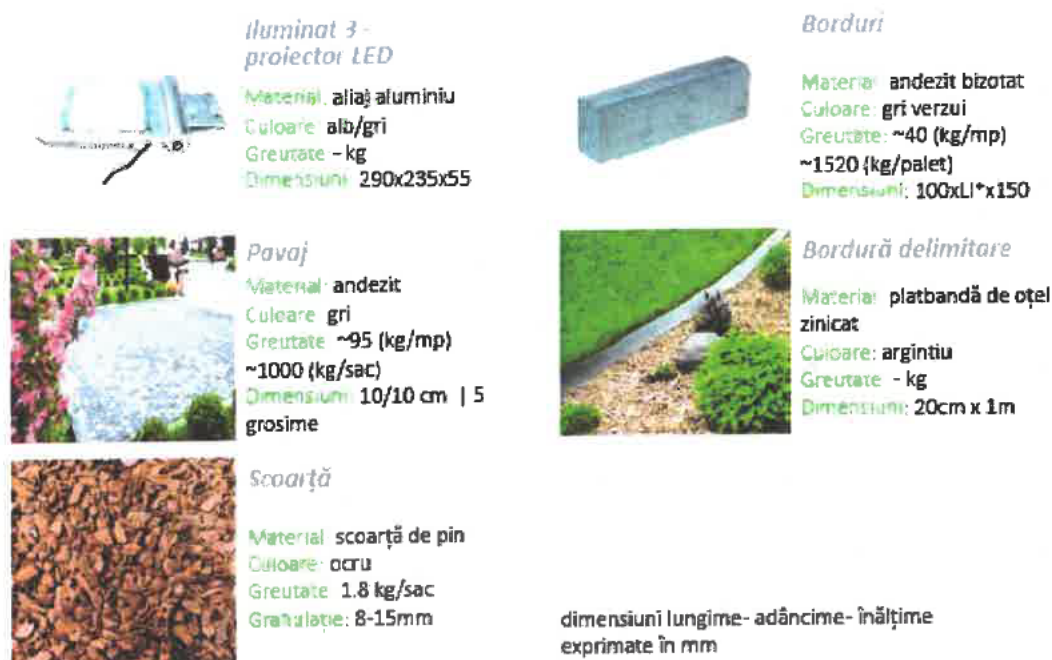 Iluminat 3 -
proiector LED
Material: aliaj aluminiu
Culoare: alb/gri
Greutate - kg
Dimensiuni: 290x235x55
Borduri
Material: andezit bizotat
Culoare: gri verzui
Greutate: ~40 (kg/mp)
~1520 (kg/palet)
Dimensiuni: 100xLI*x150
Pavaj
Material: andezit
Culoare gri
Greutate ~95 (kg/mp)
~1000 (kg/sac)
Dimensiuni 10/10 cm | 5
grosime
Bordură delimitare
Material platbandă de oțel
zinicat
Culoare: argintiu
Greutate - kg
Dimensiuni: 20cm x 1m
Scoarță
Material scoarță de pin
Culoare: ocru
Greutate 1.8 kg/sac
Granulație: 8-15mm
dimensiuni lungime- adâncime- înălțime
exprimate în mm